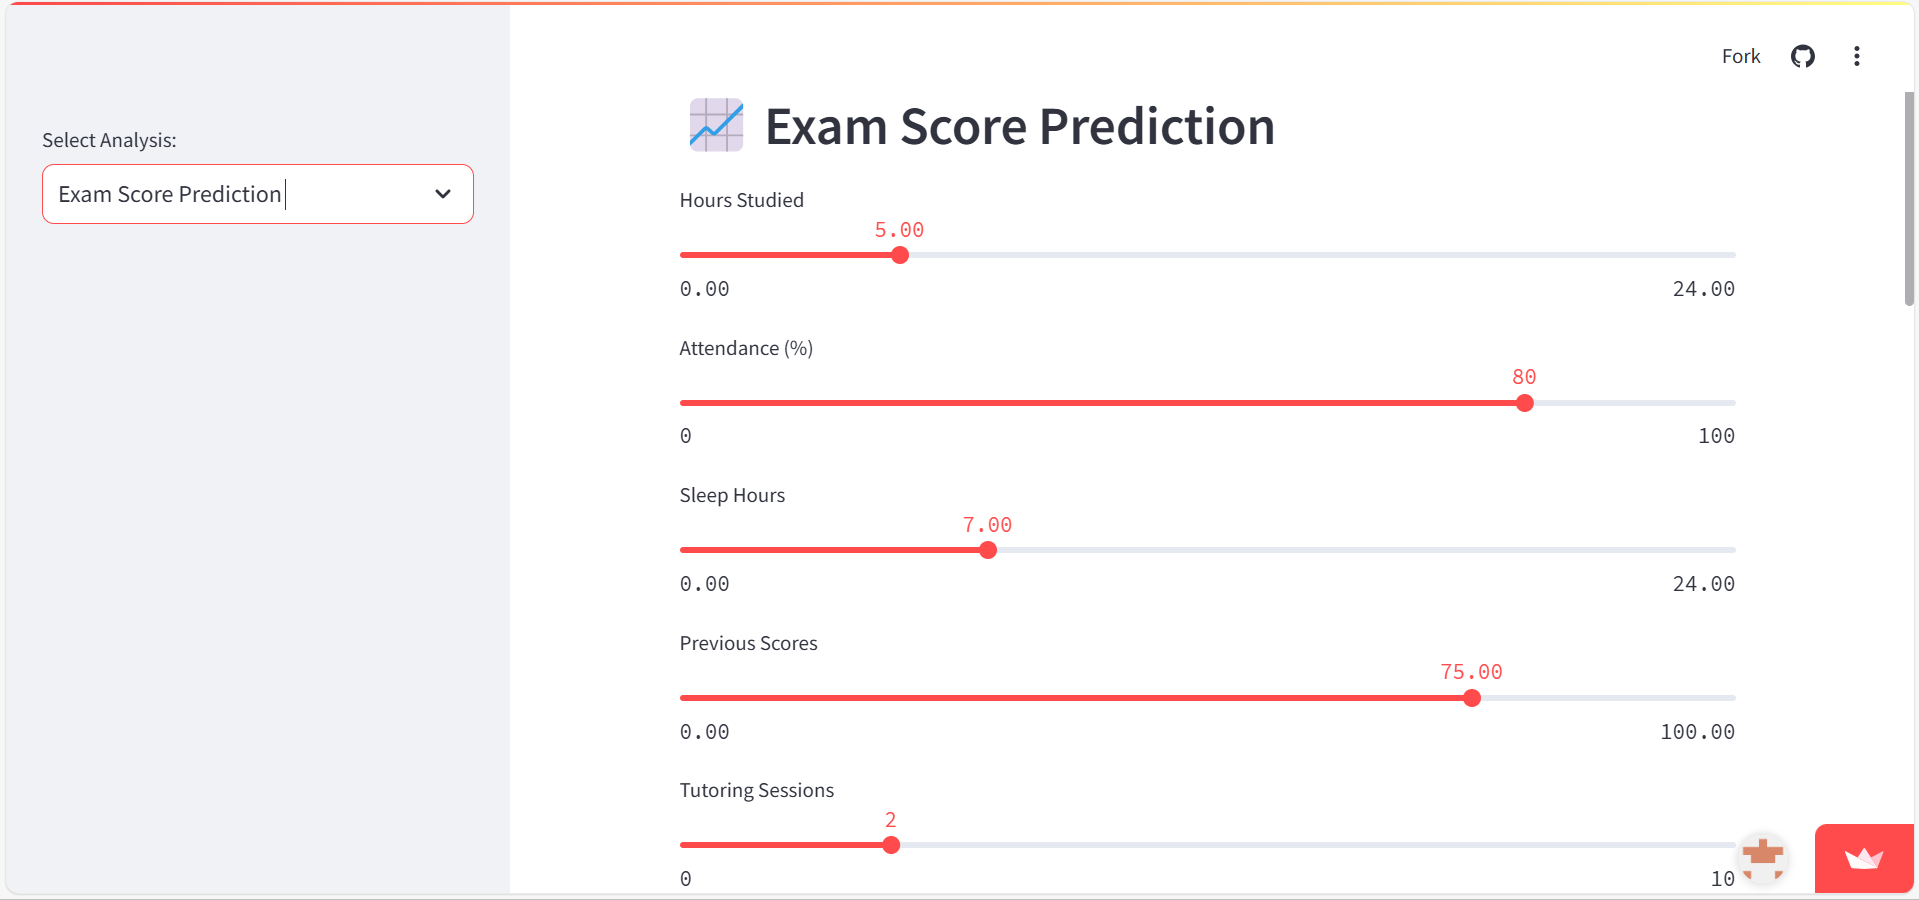 Fork
Select Analysis:
Exam Score Prediction
Exam Score Prediction
Hours Studied
5.00
0.00 24.00
Attendance (%)
80
0 100
Sleep Hours
7.00
0.00 24.00
Previous Scores
75.00
0.00 100.00
Tutoring Sessions
2
0 10